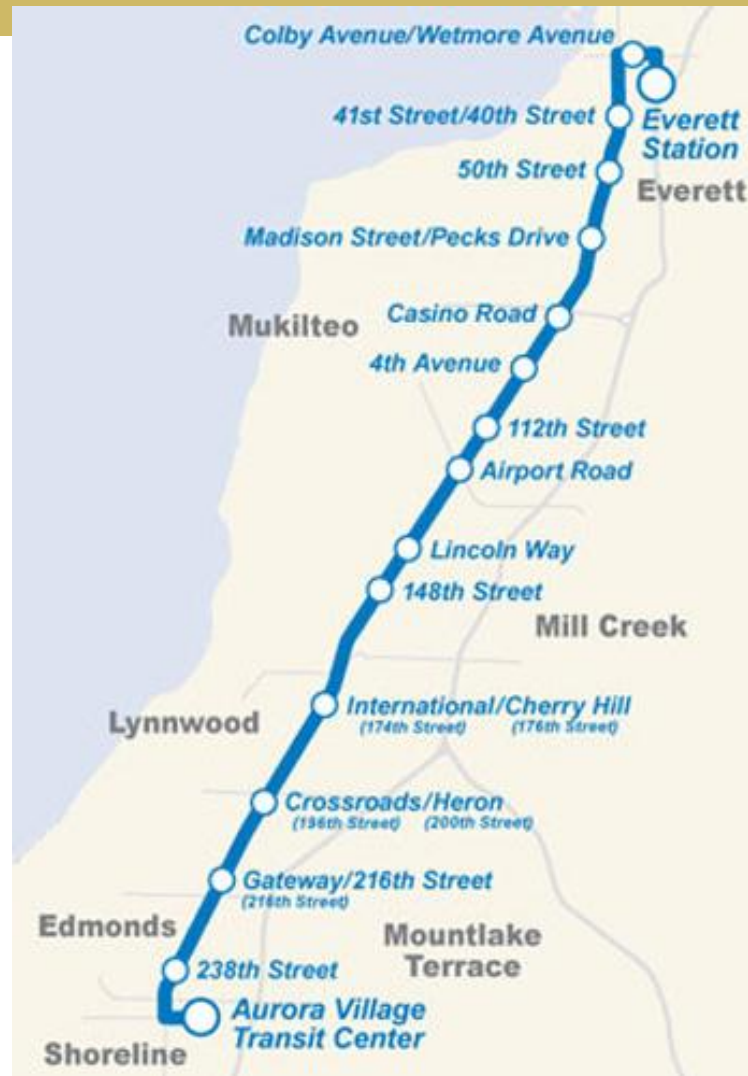 Colby Avenue/Wetmore Avenue
41st Street/40th Street
Everett
Station
50th Street
Everett
Madison Street/Pecks Drive
Casino Road
Mukilteo
4th Avenue
112th Street
Airport Road
Lincoln Way
148th Street
Mill Creek
International/Cherry Hill
(174th Street) (176th Street)
Lynnwood
Crossroads/Heron
(196th Street) (200th Street)
Gateway/216th Street
(216th Street)
Edmonds
Mountlake
Terrace
238th Street
Aurora Village
Transit Center
Shoreline